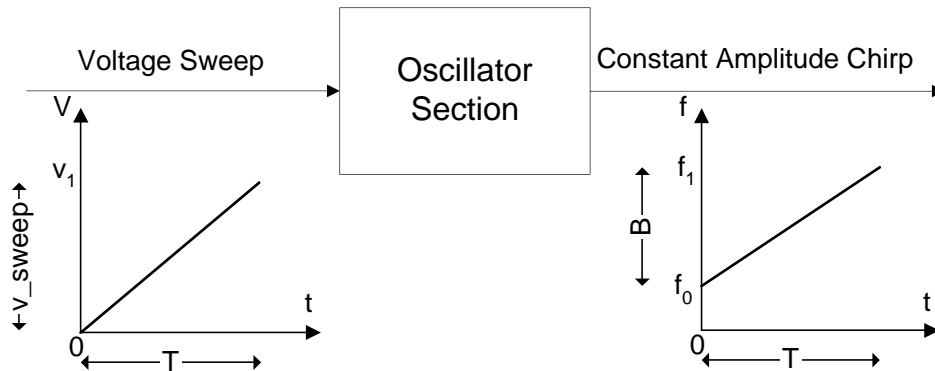 Voltage Sweep
Oscillator
Section
Constant Amplitude Chirp
V
v1
v_sweep
t
0
T
f
f1
B
f0
t
0
T